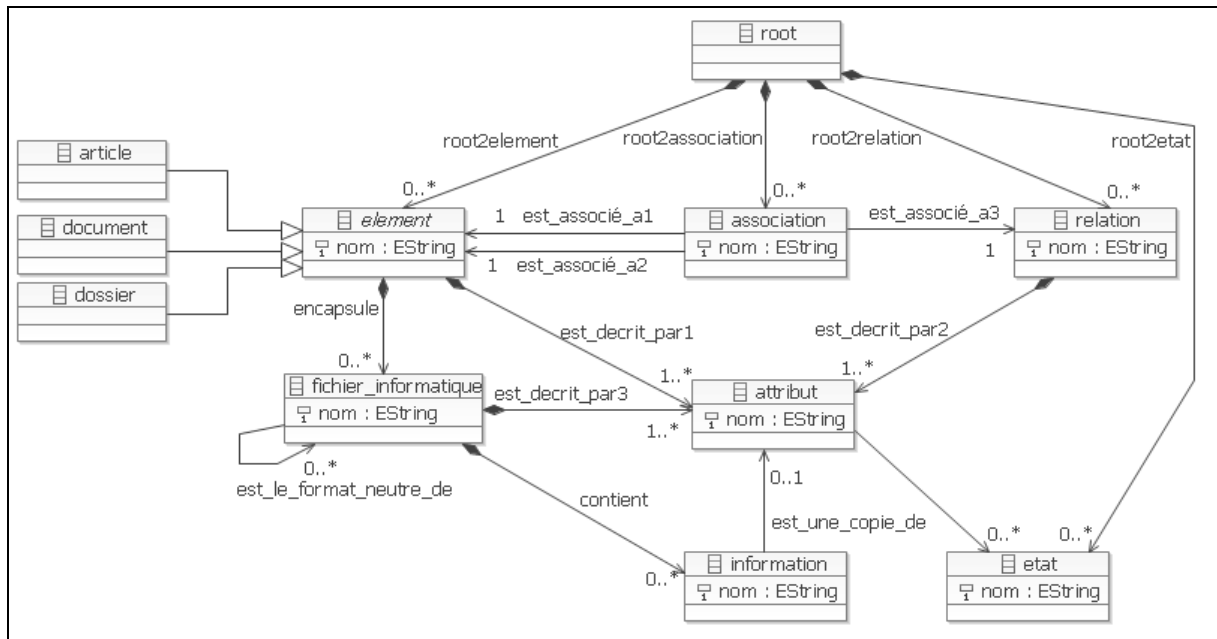 root
root2element
root2association
root2relation
root2etat
article
document
dossier
0..*
0..*
0..*
element
nom : EString
1
est_associé_a1
1
est_associé_a2
association
nom : EString
est_associé_a3
1
relation
nom : EString
encapsule
0..*
est_decrit_par1
1..*
est_decrit_par2
1..*
fichier_informatique
nom : EString
est_decrit_par3
1..*
attribut
nom : EString
0..*
est_le_format_neutre_de
contient
0..*
0..1
est_une_copie_de
0..*
0..*
information
nom : EString
etat
nom : EString